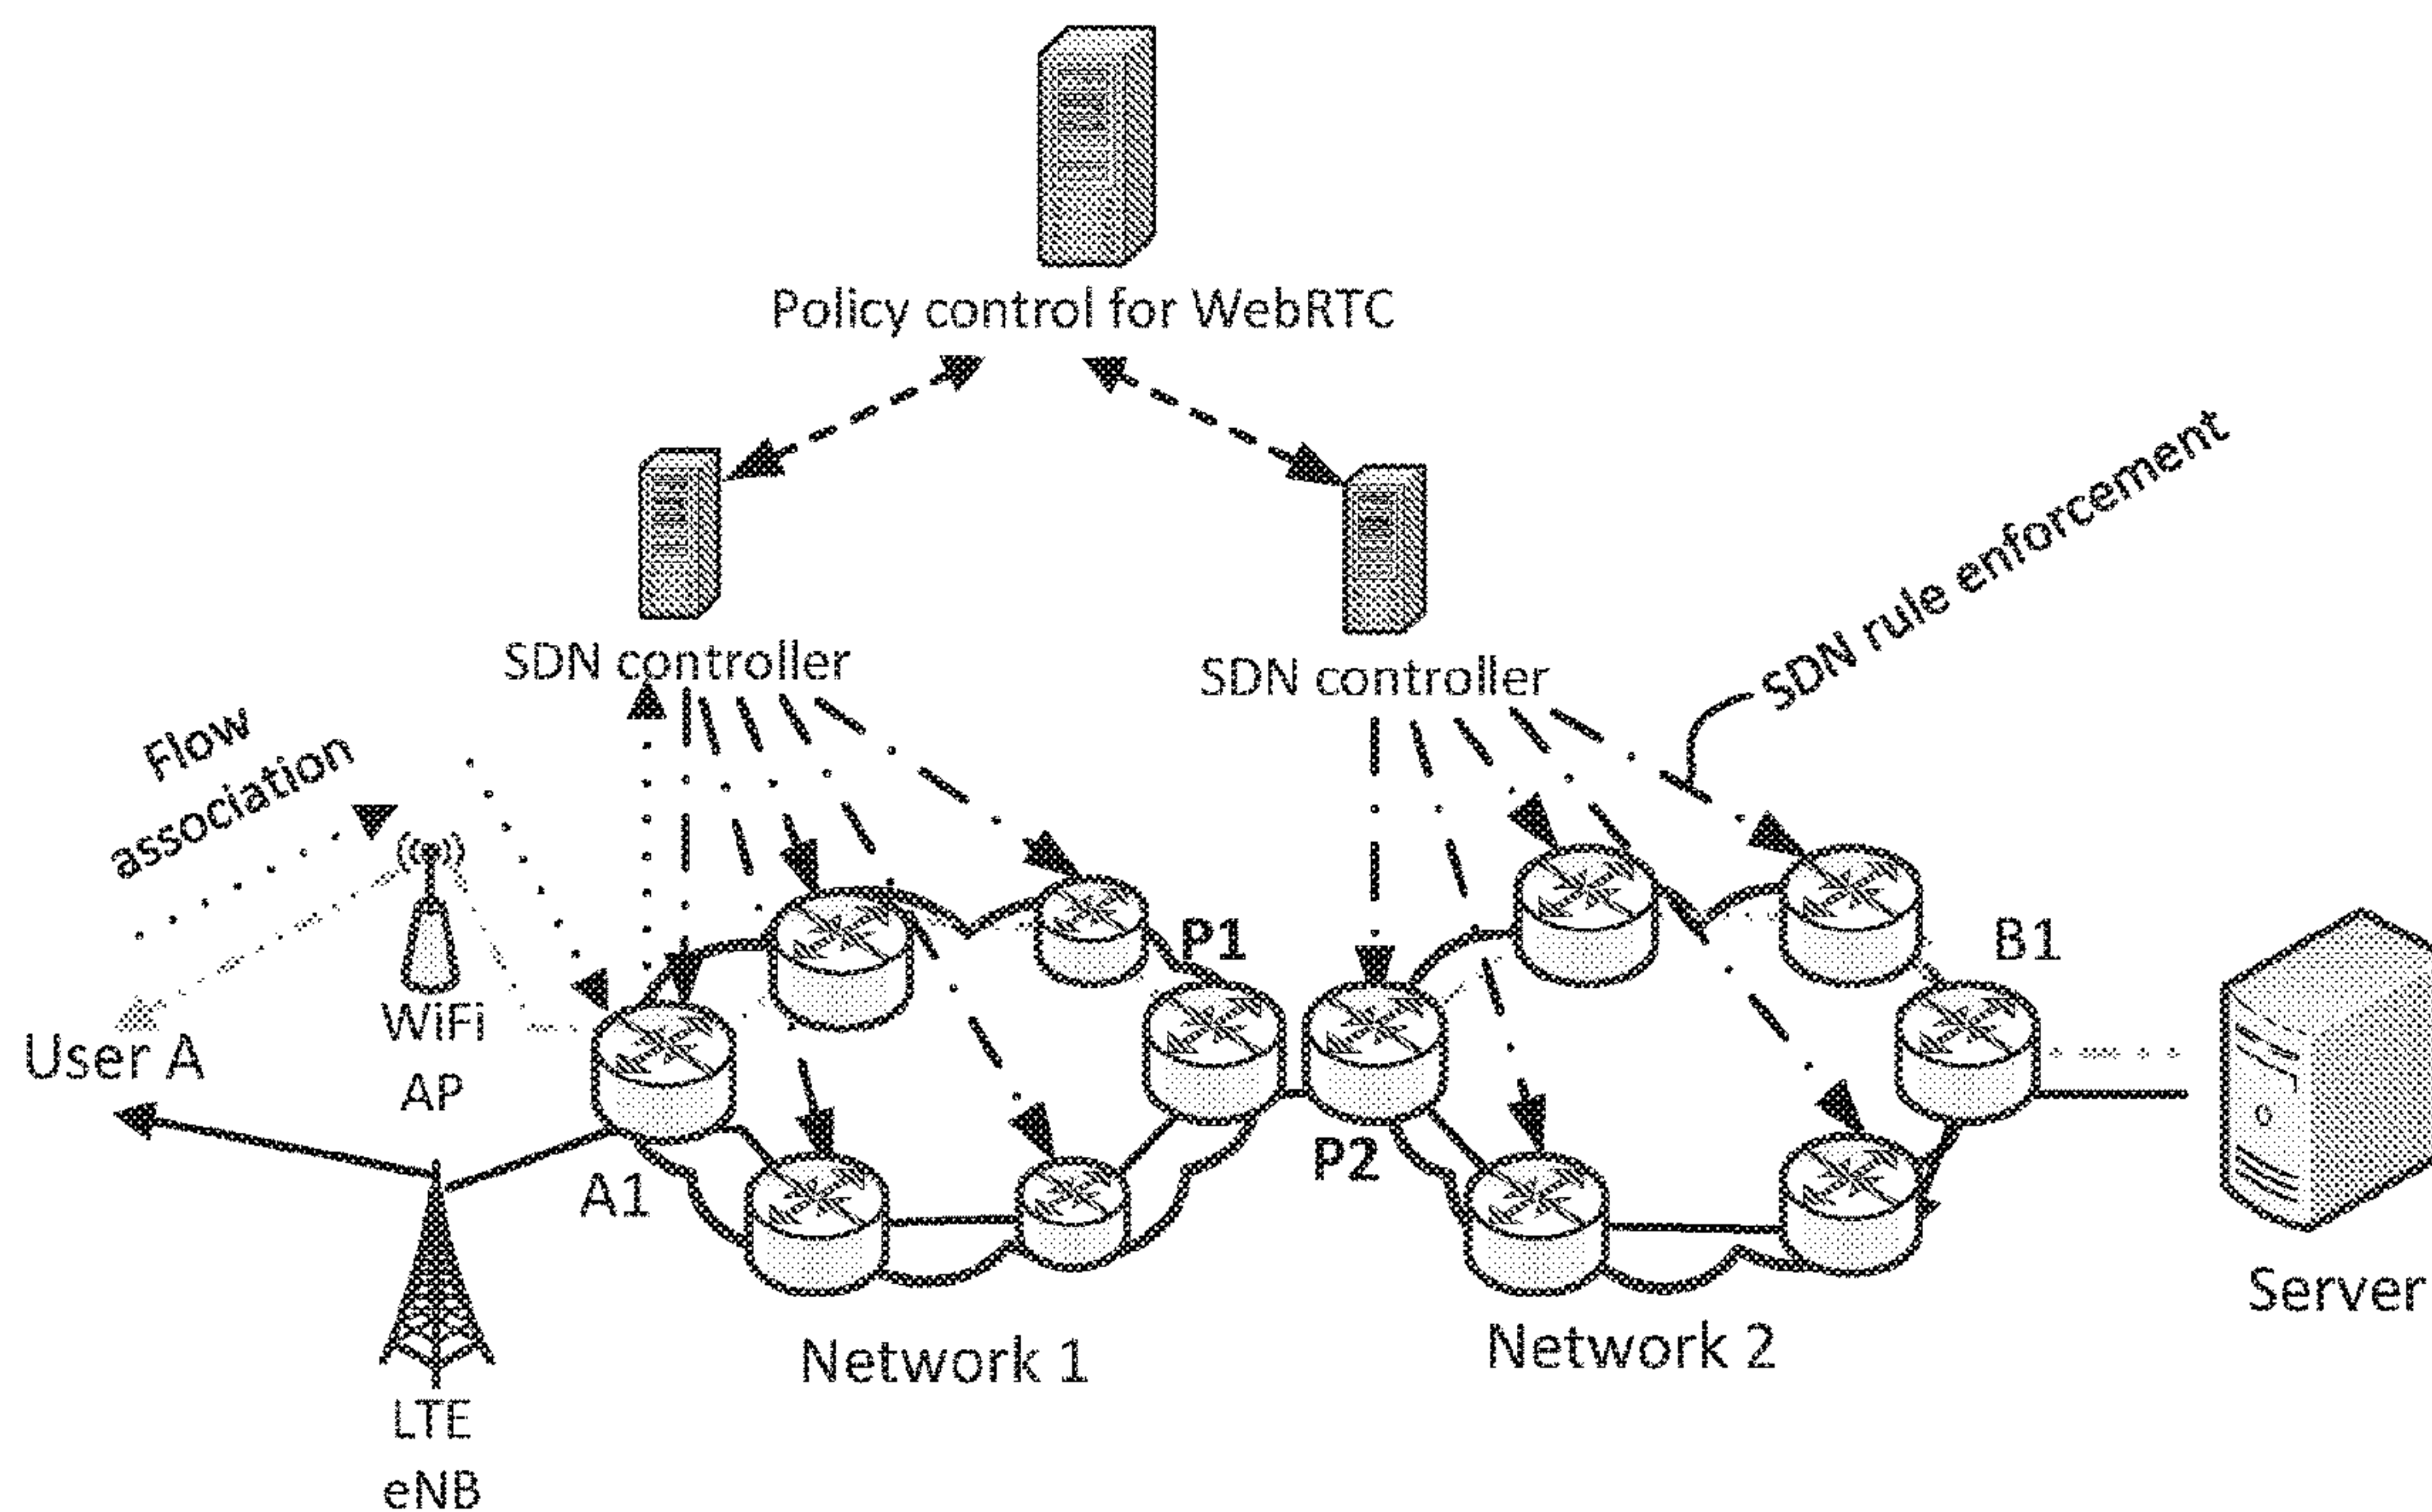 Policy control for WebRTC
SDN controller
SDN controller
SDN rule enforcement
Flow
association
WiFi
AP
User A
A1
P1
P2
B1
Server
Network 1
Network 2
LTE
eNB